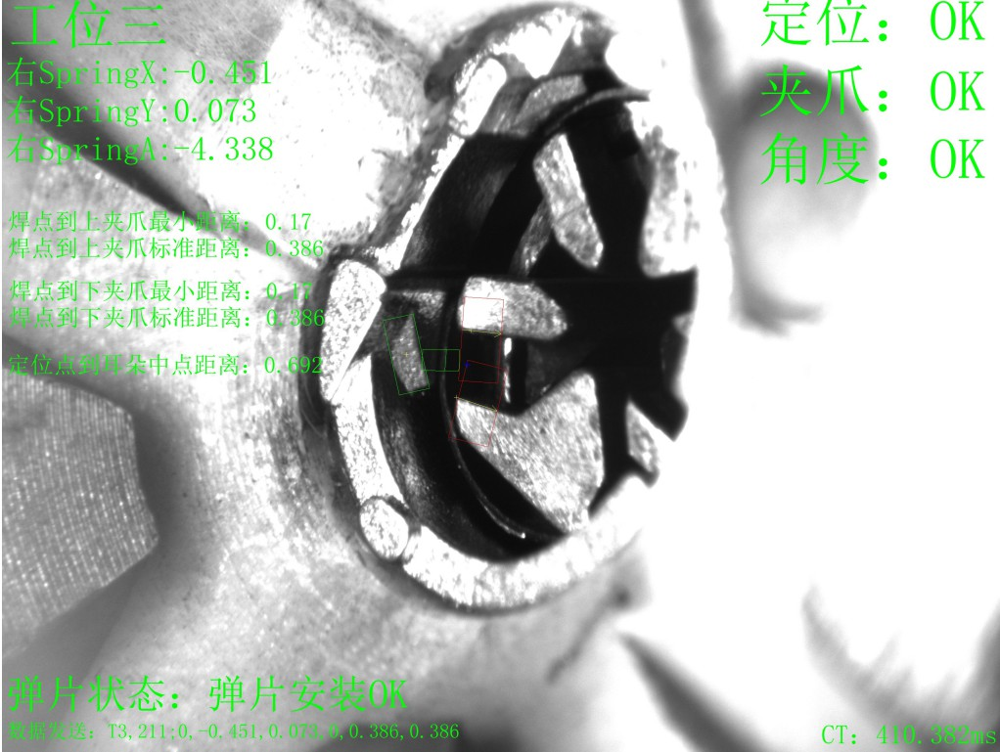 工位三
右SpringX:-0.451
右SpringY:0.073
右SpringA:-4.338
定位：OK
夹爪：OK
角度：OK
焊点到上夹爪最小距离：0.17
焊点到上夹爪标准距离：0.386
焊点到下夹爪最小距离：0.17
焊点到下夹爪标准距离：0.386
定位点到耳朵中点距离：0.692
弹片状态：弹片安装OK
数据发送：T3,211;0,-0.451,0.073,0,0.386,0.386
CT：410.382ms